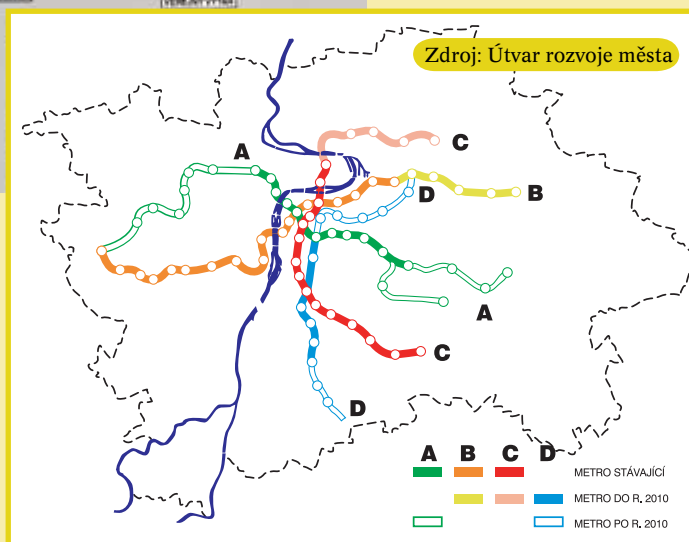 Zdroj: Útvar rozvoje města
A
C
D
B
A
C
D
A B C D
METRO STÁVAJÍCÍ
METRO DO R. 2010
METRO PO R. 2010